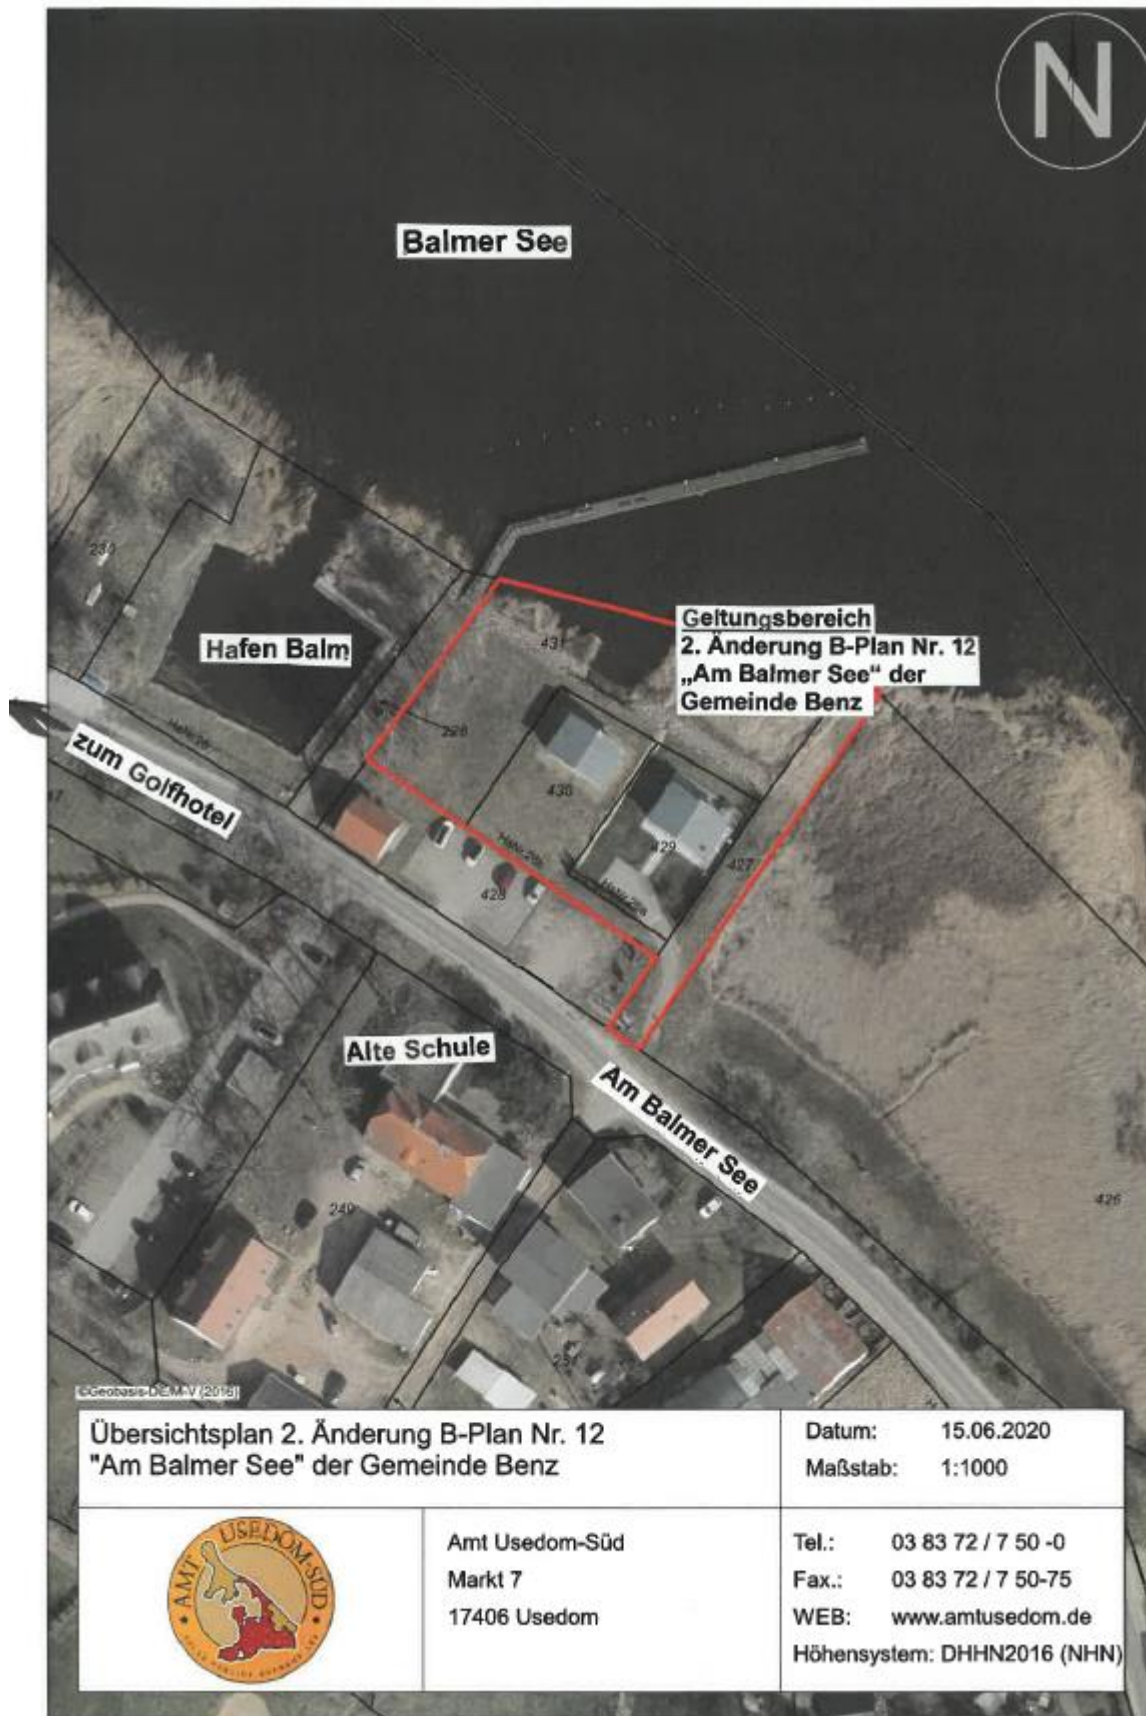 N
Balmer See
230
431
Geltungsbereich
2. Änderung B-Plan Nr. 12
„Am Balmer See“ der
Gemeinde Benz
Hafen Balm
228
zum Golfhotel
429
427
428
Alte Schule
Am Balmer See
426
249
251
©Geobasis-DE/M-V (2016)
Übersichtsplan 2. Änderung B-Plan Nr. 12
"Am Balmer See" der Gemeinde Benz
Datum: 15.06.2020
Maßstab: 1:1000
AMT USEDOM-SÜD
Amt Usedom-Süd
Markt 7
17406 Usedom
Tel.: 03 83 72 / 7 50 -0
Fax.: 03 83 72 / 7 50-75
WEB: www.amtusedom.de
Höhensystem: DHHN2016 (NHN)